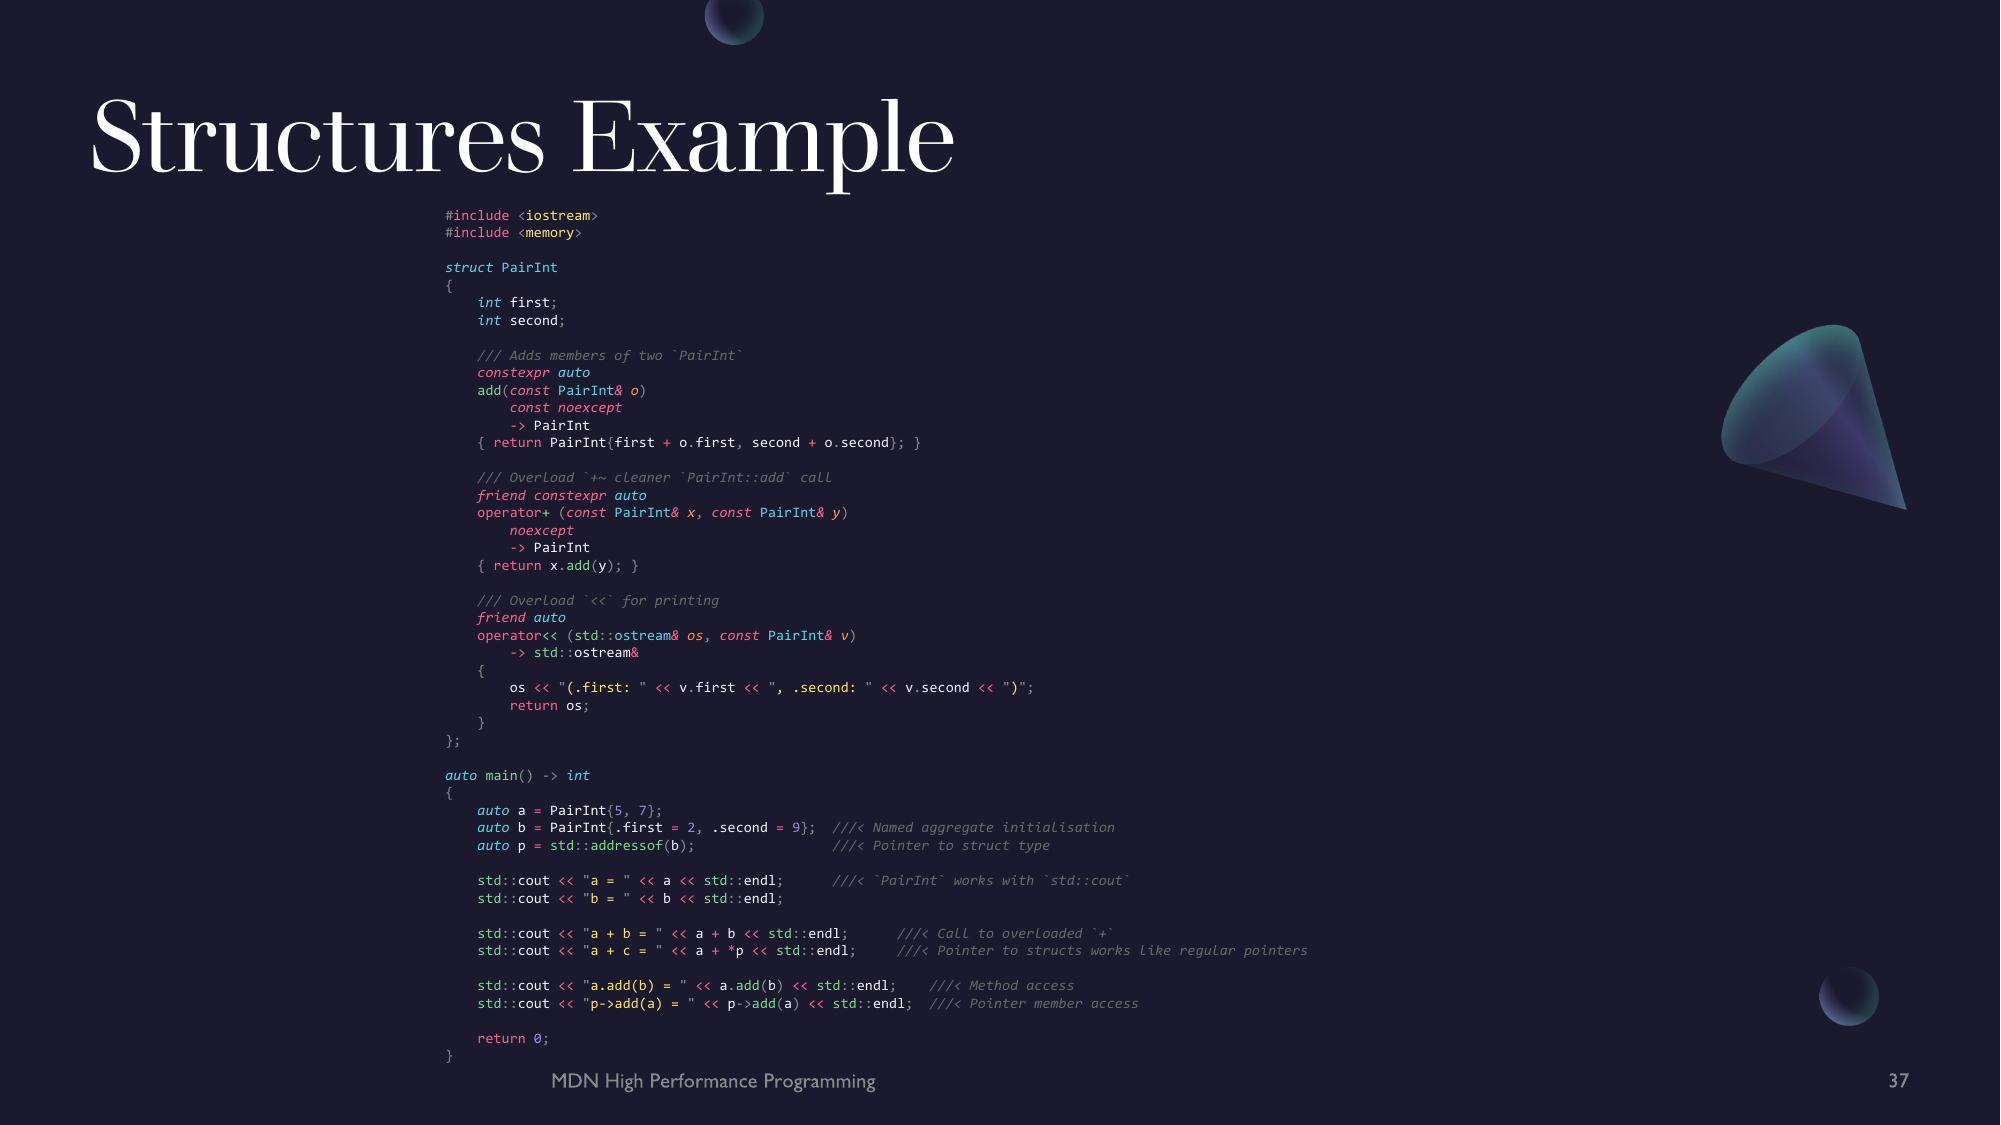 Structures Example
#include <iostream>
#include <memory>
struct PairInt
{
    int first;
    int second;
    /// Adds members of two `PairInt`
    constexpr auto
    add(const PairInt& o)
        const noexcept
        -> PairInt
    { return PairInt{first + o.first, second + o.second}; }
    /// Overload `+~ cleaner `PairInt::add` call
    friend constexpr auto
    operator+ (const PairInt& x, const PairInt& y)
        noexcept
        -> PairInt
    { return x.add(y); }
    /// Overload `<<` for printing
    friend auto
    operator<< (std::ostream& os, const PairInt& v)
        -> std::ostream&
    {
        os << "(.first: " << v.first << ", .second: " << v.second << ")";
        return os;
    }
};
auto main() -> int
{
    auto a = PairInt{5, 7};
    auto b = PairInt{.first = 2, .second = 9};  ///< Named aggregate initialisation
    auto p = std::addressof(b);                 ///< Pointer to struct type
    std::cout << "a = " << a << std::endl;      ///< `PairInt` works with `std::cout`
    std::cout << "b = " << b << std::endl;
    std::cout << "a + b = " << a + b << std::endl;      ///< Call to overloaded `+`
    std::cout << "a + c = " << a + *p << std::endl;     ///< Pointer to structs works like regular pointers
    std::cout << "a.add(b) = " << a.add(b) << std::endl;    ///< Method access
    std::cout << "p->add(a) = " << p->add(a) << std::endl;  ///< Pointer member access
    return 0;
}
MDN High Performance Programming
37